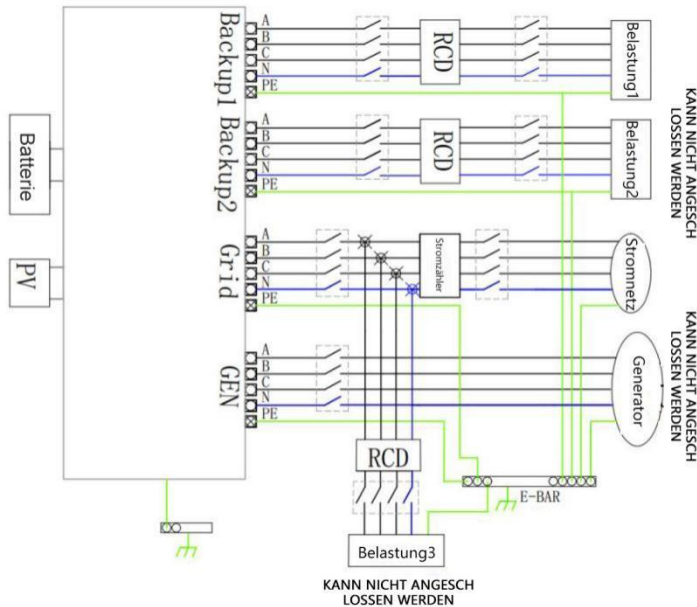 Backup1
A
B
C
N
PE
RCD
Belastung1
Backup2
A
B
C
N
PE
RCD
Belastung2
KANN NICHT ANGESCH
LOSSEN WERDEN
Batterie
PV
Grid
A
B
C
N
PE
Stromzähler
Stromnetz
GEN
A
B
C
N
PE
Generator
KANN NICHT ANGESCH
LOSSEN WERDEN
RCD
E-BAR
Belastung3
KANN NICHT ANGESCH
LOSSEN WERDEN